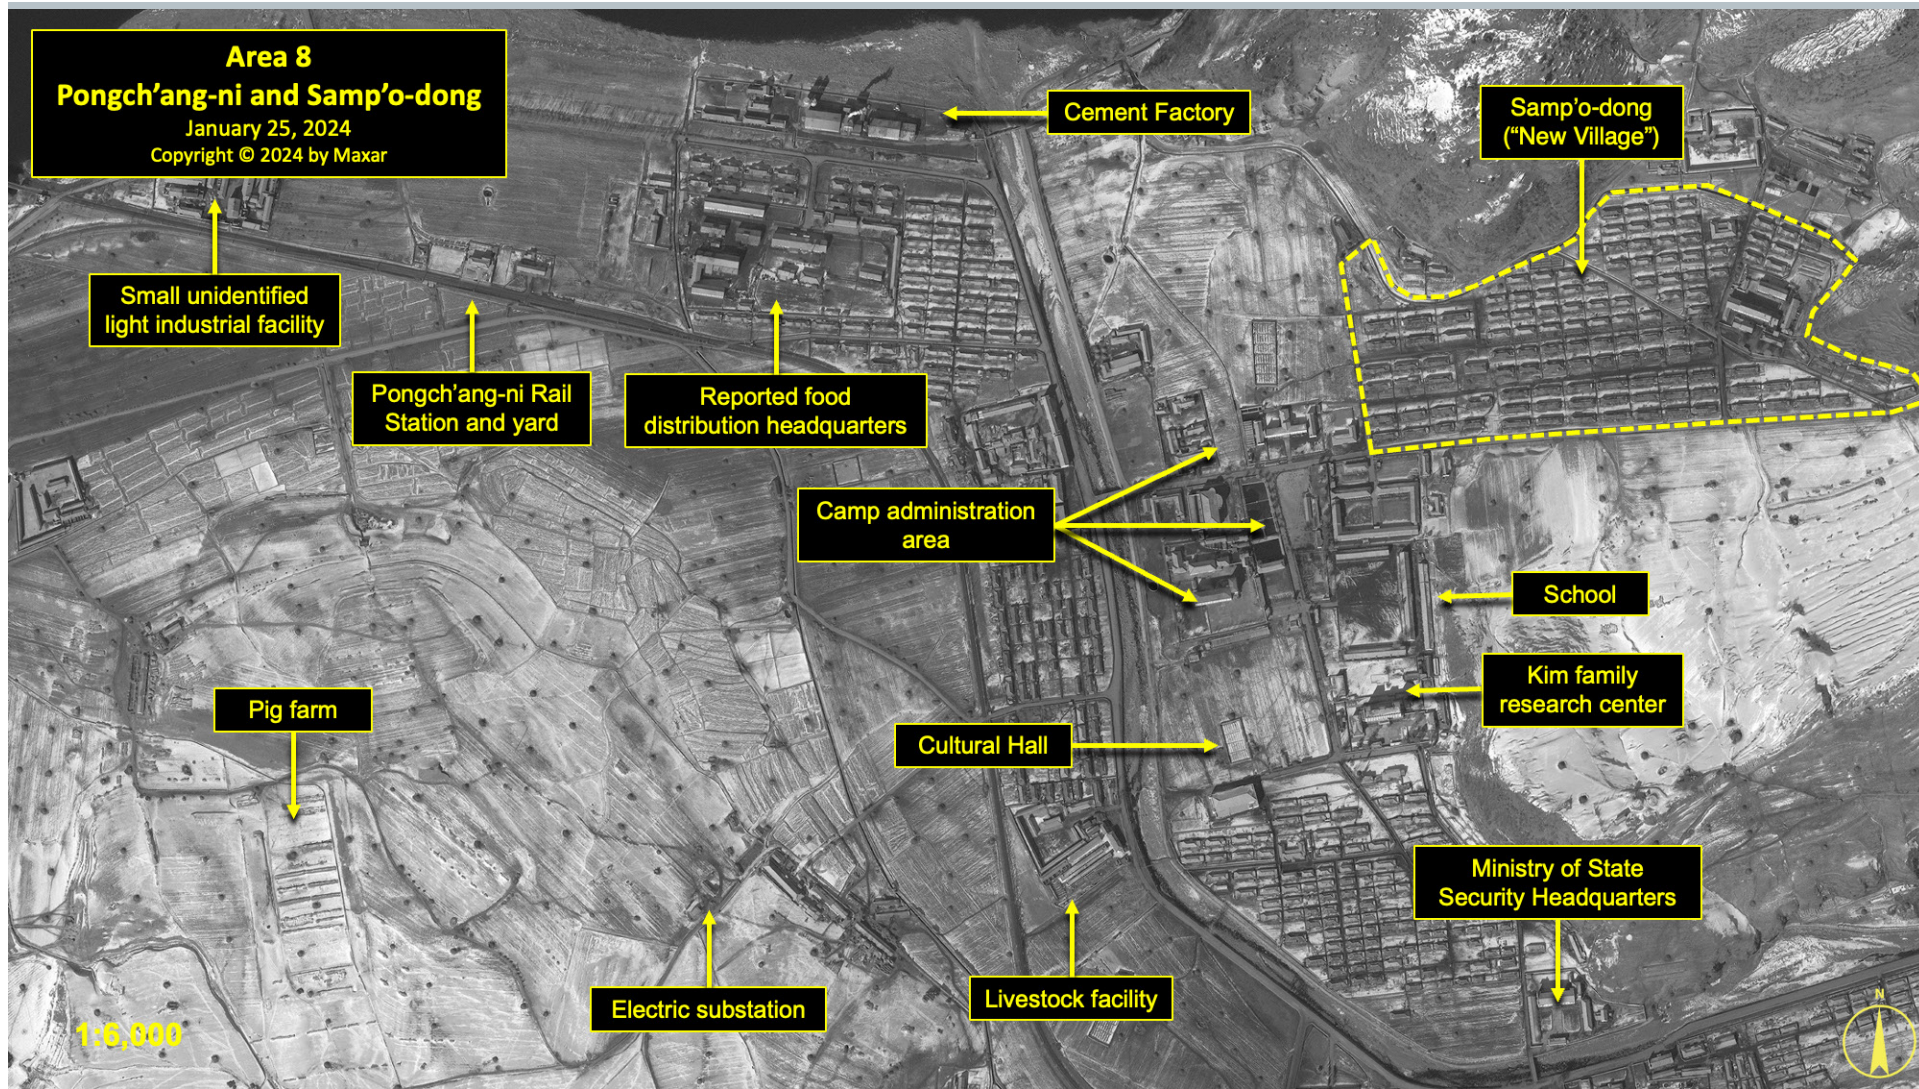 Area 8
Pongch’ang-ni and Samp’o-dong
January 25, 2024
Copyright © 2024 by Maxar
Cement Factory
Samp’o-dong
(“New Village”)
Small unidentified
light industrial facility
Pongch’ang-ni Rail
Station and yard
Reported food
distribution headquarters
Camp administration
area
School
Kim family
research center
Pig farm
Cultural Hall
Ministry of State
Security Headquarters
Electric substation
Livestock facility
1:6,000
N